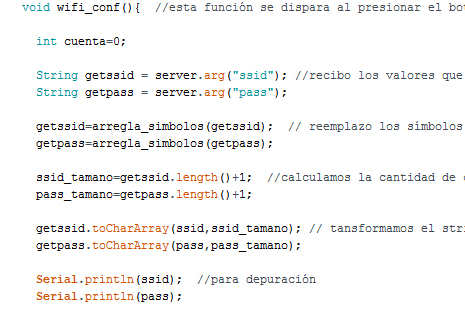 void wifi_conf(){  //esta función se dispara al presionar el
int cuenta=0;
String getssid = server.arg("ssid"); //recibo los valores que
String getpass = server.arg("pass");
getssid=arregla_simbolos(getssid);  // reemplazo los símbolos
getpass=arregla_simbolos(getpass);
ssid_tamano=getssid.length()+1;  //calculamos la cantidad de
pass_tamano=getpass.length()+1;
getssid.toCharArray(ssid,ssid_tamano); // tansformamos el
getpass.toCharArray(pass,pass_tamano);
Serial.println(ssid);  //para depuración
Serial.println(pass);